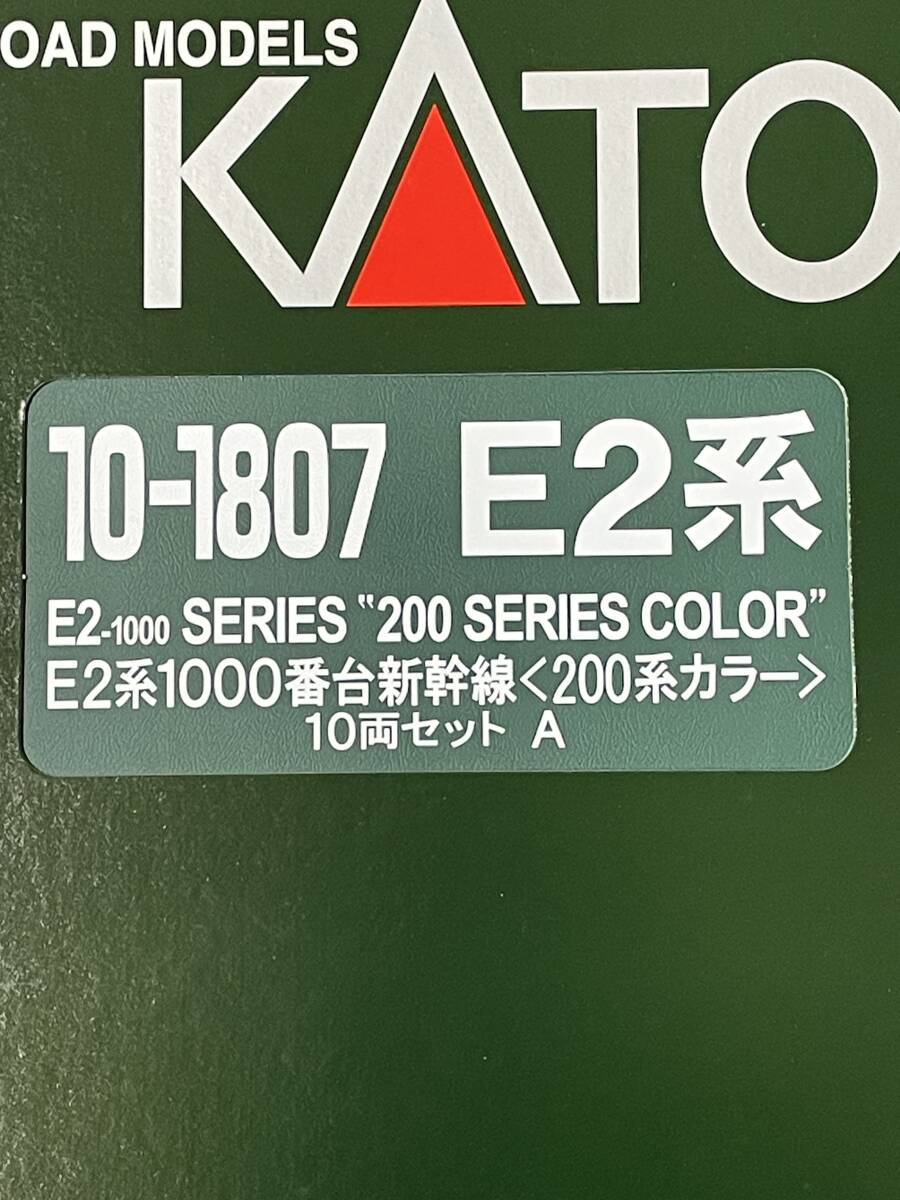 OAD MODELS
KATO
10-1807 E2系
E2-1000 SERIES “200 SERIES COLOR”
E2系1000番台新幹線<200系カラー>
10両セット A